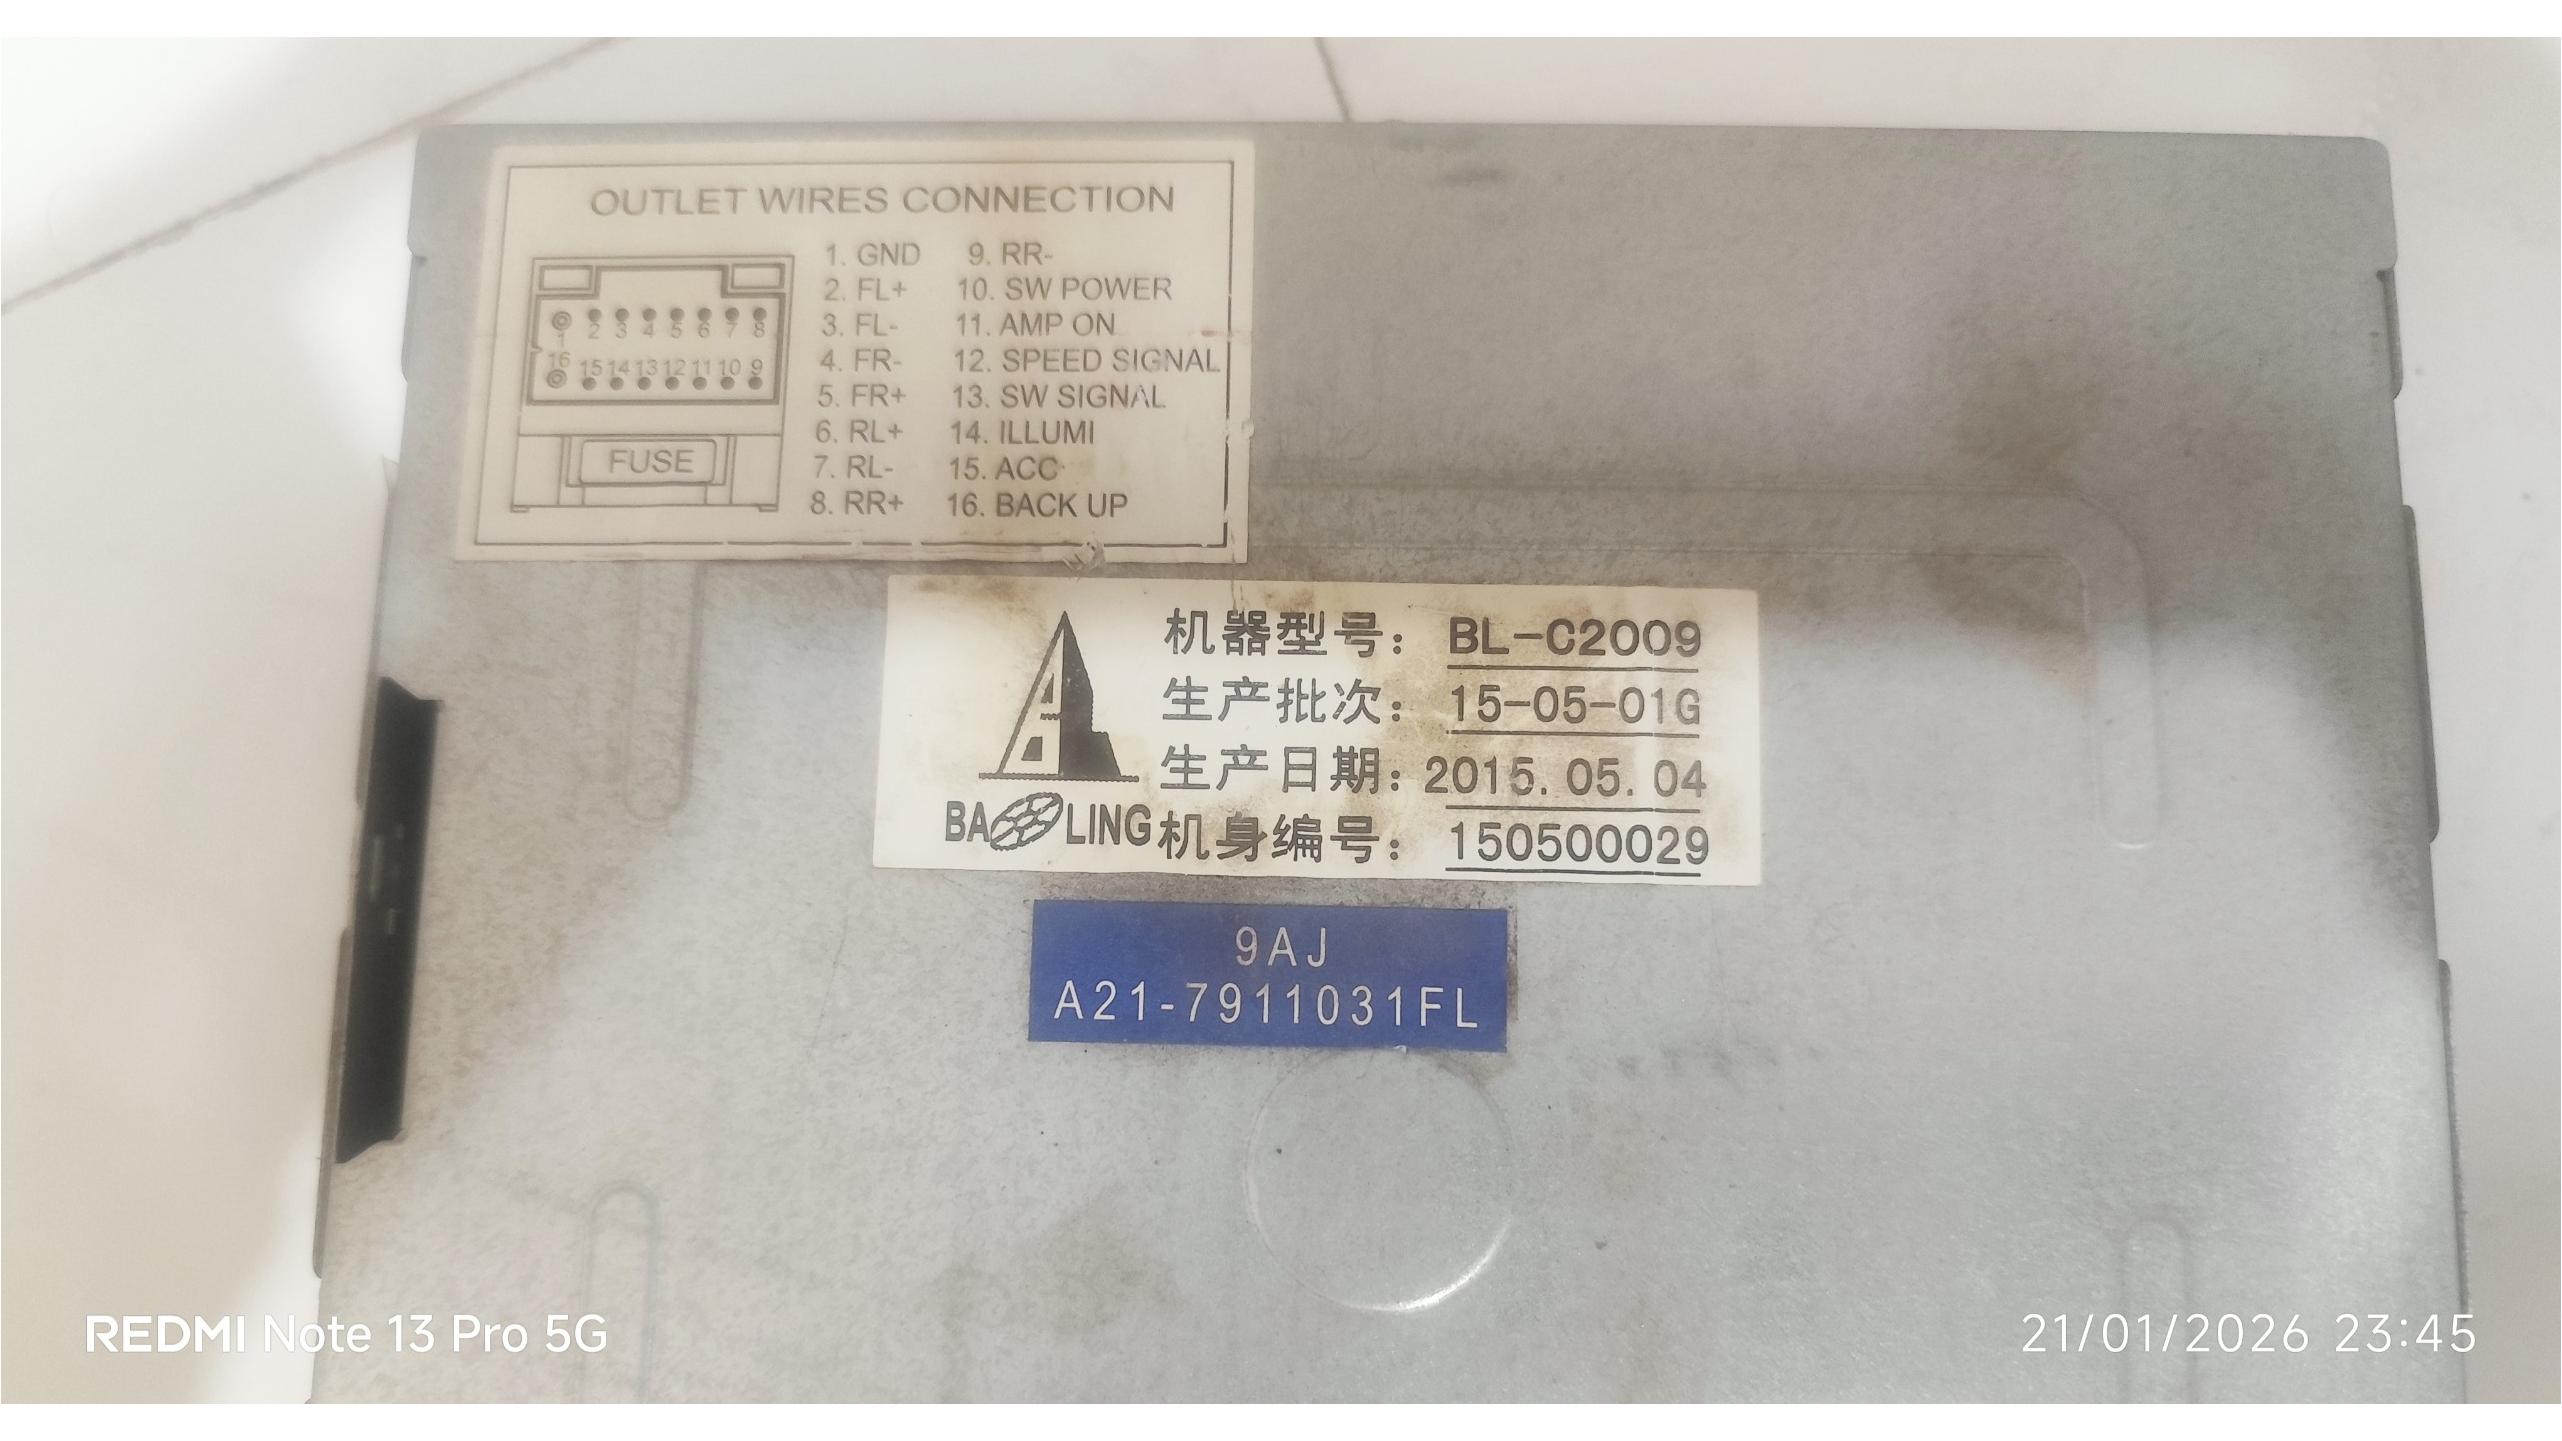 OUTLET WIRES CONNECTION
1. GND 9. RR-
2. FL+ 10. SW POWER
3. FL- 11. AMP ON
4. FR- 12. SPEED SIGNAL
5. FR+ 13. SW SIGNAL
6. RL+ 14. ILLUMI
7. RL- 15. ACC
8. RR+ 16. BACK UP
1 2 3 4 5 6 7 8
16 15 14 13 12 11 10 9
FUSE
机器型号: BL-C2009
生产批次: 15-05-01G
生产日期: 2015.05.04
机身编号: 150500029
BAOLING
9AJ
A21-7911031FL
REDMI Note 13 Pro 5G
21/01/2026 23:45